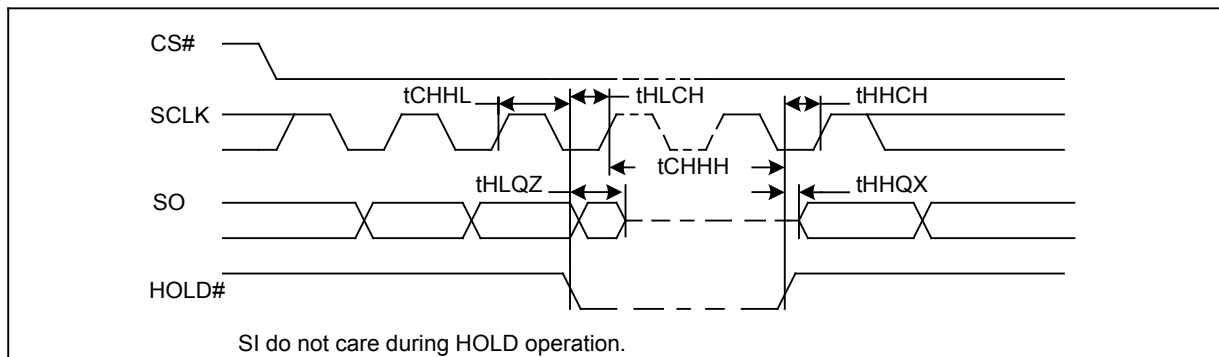 CS#
tCHHL
tHLCH
tHHCH
SCLK
tCHHH
tHLQZ
tHHQX
SO
HOLD#
SI do not care during HOLD operation.